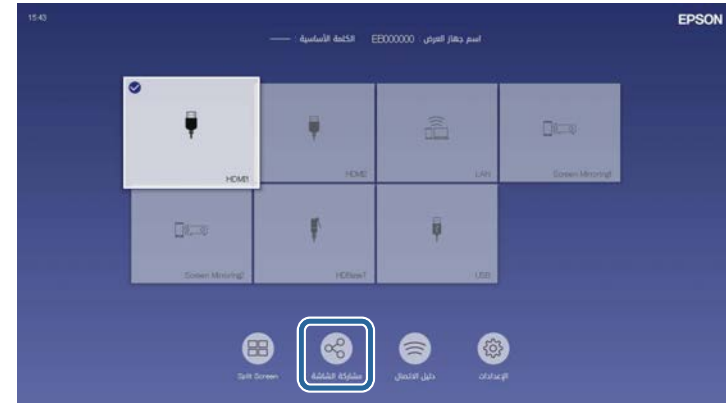 15:43
EPSON
اسم جهاز العرض : EB000000 الكلمة الأساسية : ――
HDMI1
HDMI2
LAN
Screen Mirroring1
Screen Mirroring2
HDBaseT
USB
Split Screen
مشاركة الشاشة
دليل الاتصال
الإعدادات